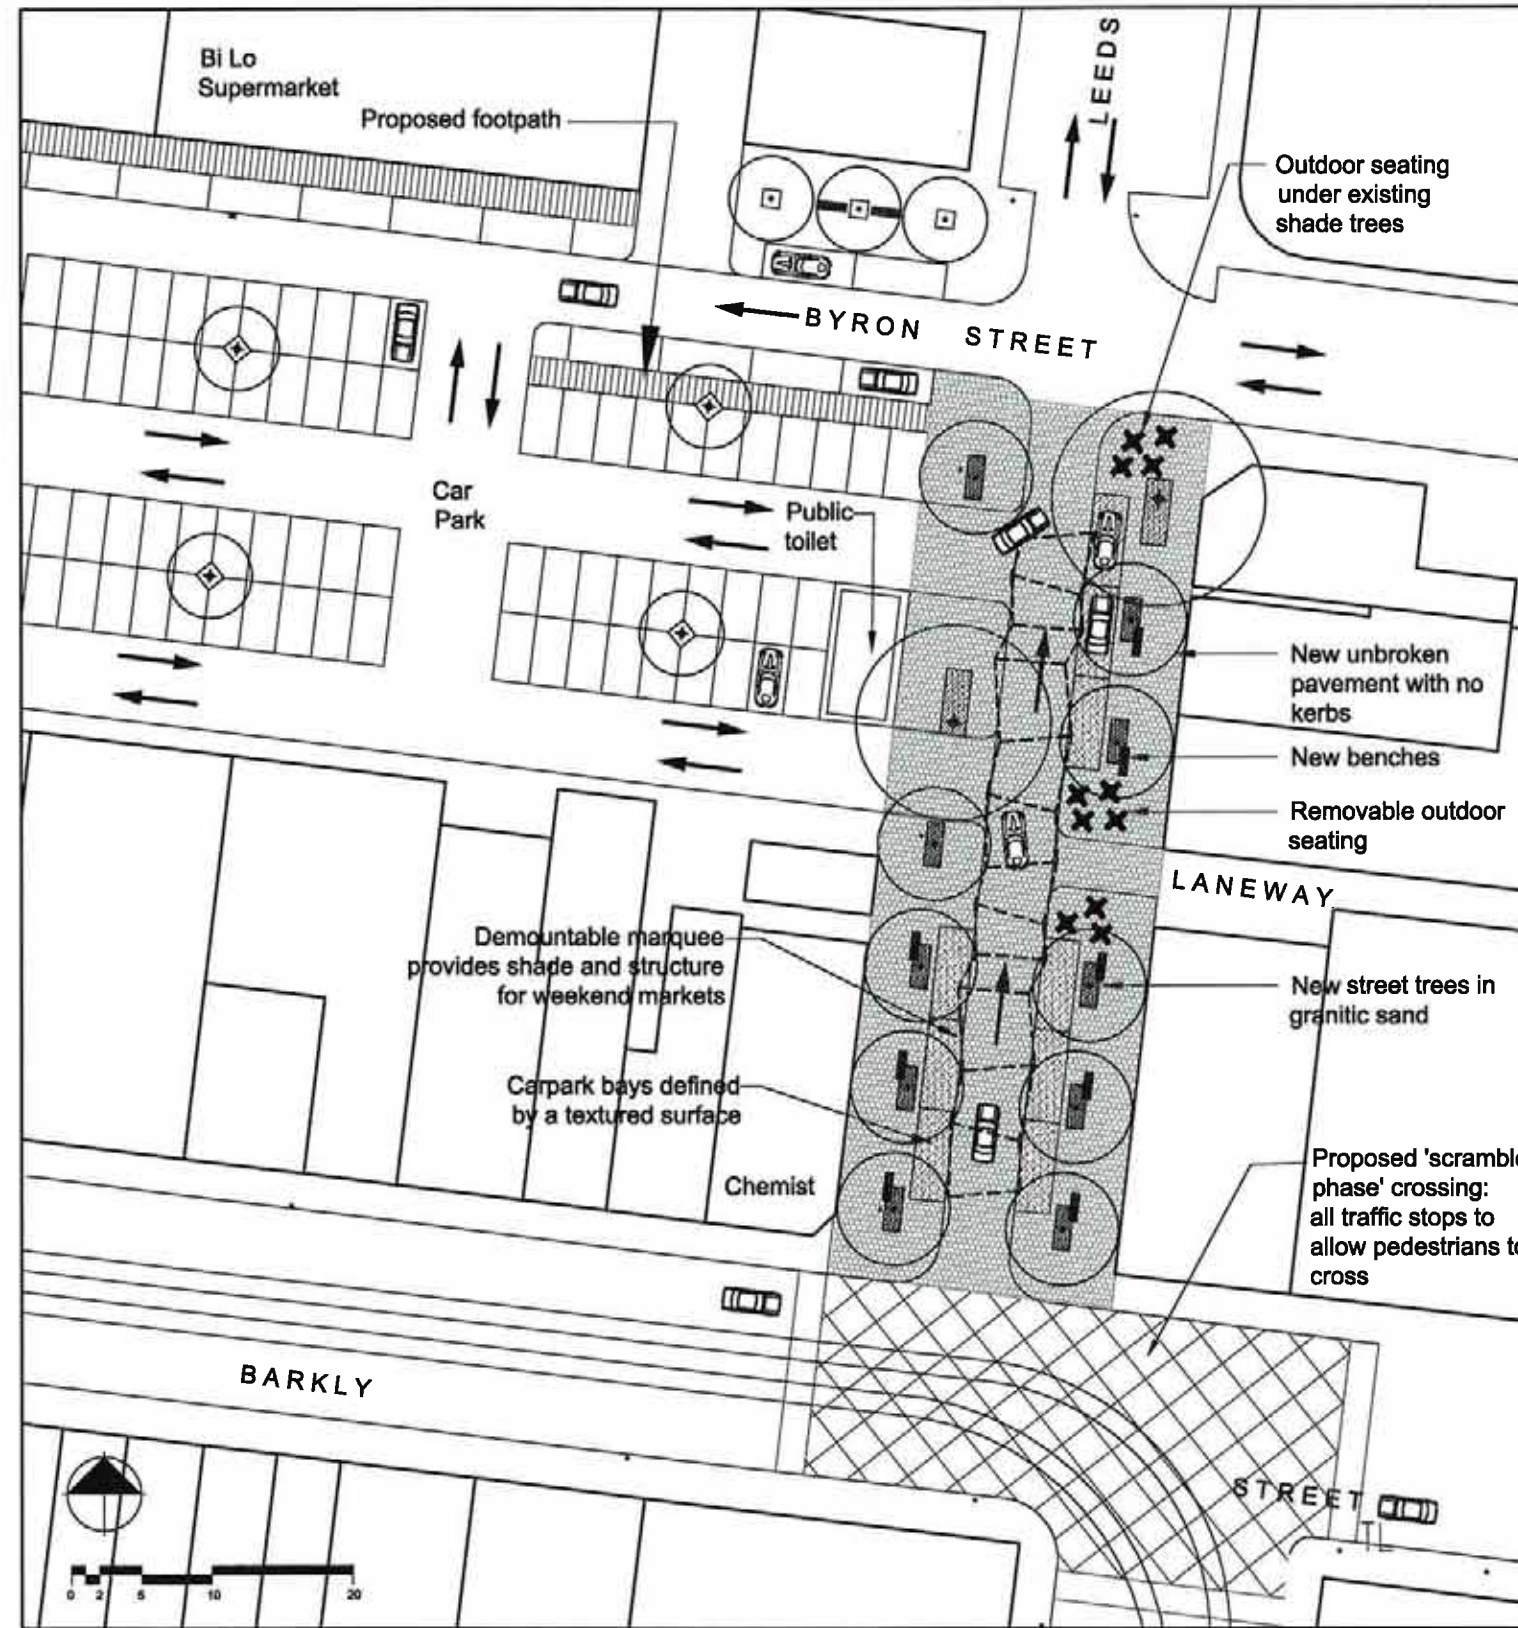 Bi Lo
Supermarket
Proposed footpath
LEEDS
Outdoor seating
under existing
shade trees
BYRON STREET
Car
Park
Public
toilet
New unbroken
pavement with no
kerbs
New benches
Removable outdoor
seating
LANEWAY
Demountable marquee
provides shade and structure
for weekend markets
New street trees in
granitic sand
Carpark bays defined
by a textured surface
Chemist
Proposed 'scramble
phase' crossing:
all traffic stops to
allow pedestrians to
cross
BARKLY
STREET
TL
0 2 5 10 20